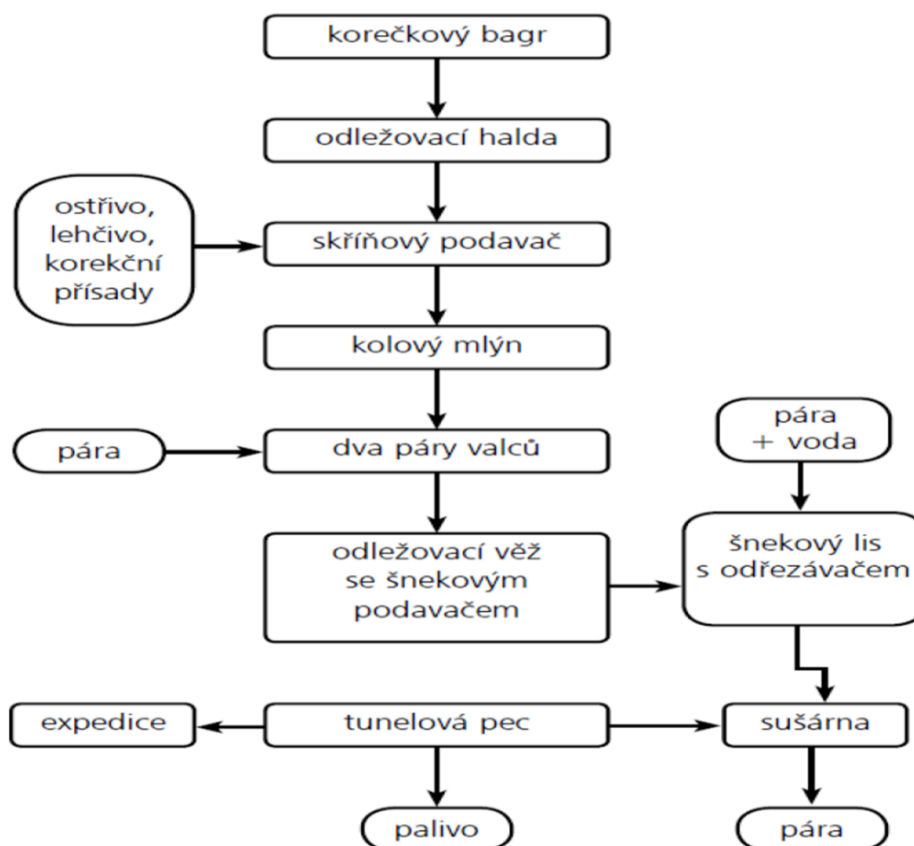 korečkový bagr
odležovací halda
ostřivo,
lehčivo,
korekční
přísady
skříňový podavač
kolový mlýn
pára
dva páry valců
pára
+ voda
odležovací věž
se šnekovým
podavačem
šnekový lis
s odřezávačem
expedice
tunelová pec
sušárna
palivo
pára